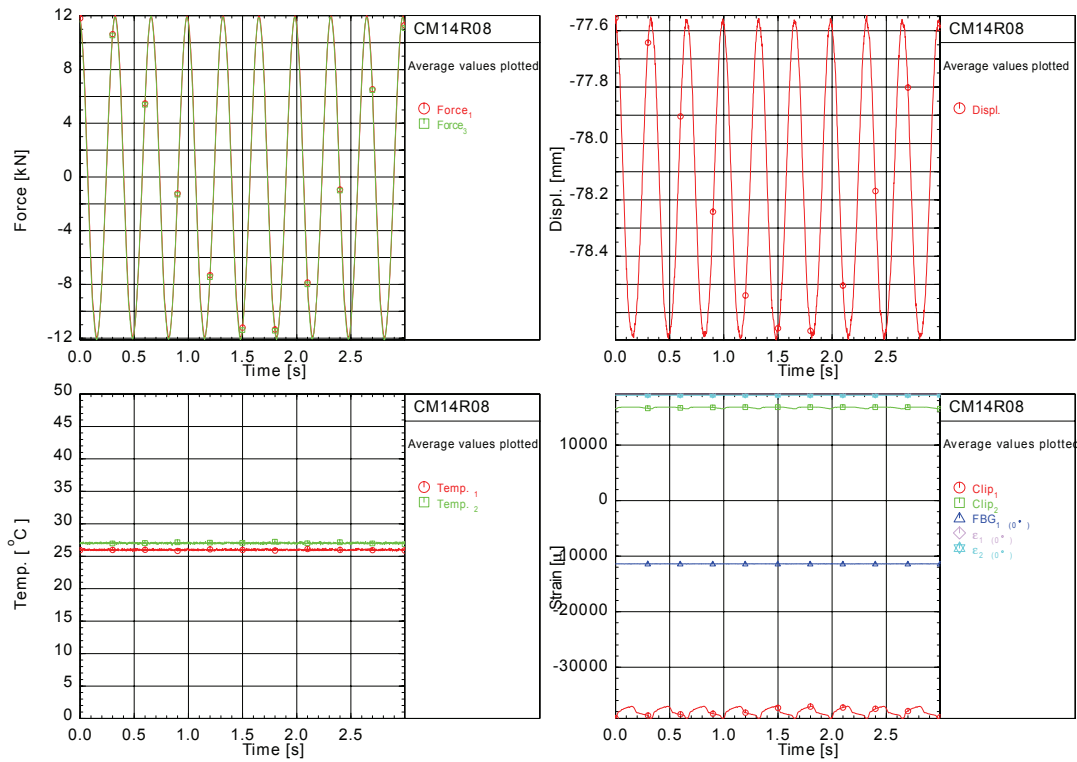 12
8
4
0
-4
-8
-12
Force [kN]
0.0 0.5 1.0 1.5 2.0 2.5
Time [s]
CM14R08
Average values plotted
Force1
Force3
-77.6
-77.8
-78.0
-78.2
-78.4
Displ. [mm]
0.0 0.5 1.0 1.5 2.0 2.5
Time [s]
CM14R08
Average values plotted
Displ.
50
45
40
35
30
25
20
15
10
5
0
Temp. [°C]
0.0 0.5 1.0 1.5 2.0 2.5
Time [s]
CM14R08
Average values plotted
Temp. 1
Temp. 2
10000
0
-10000
-30000
Strain [µ]
0.0 0.5 1.0 1.5 2.0 2.5
Time [s]
CM14R08
Average values plotted
Clip1
Clip2
FBG1 (0°)
ε1 (0°)
ε2 (0°)